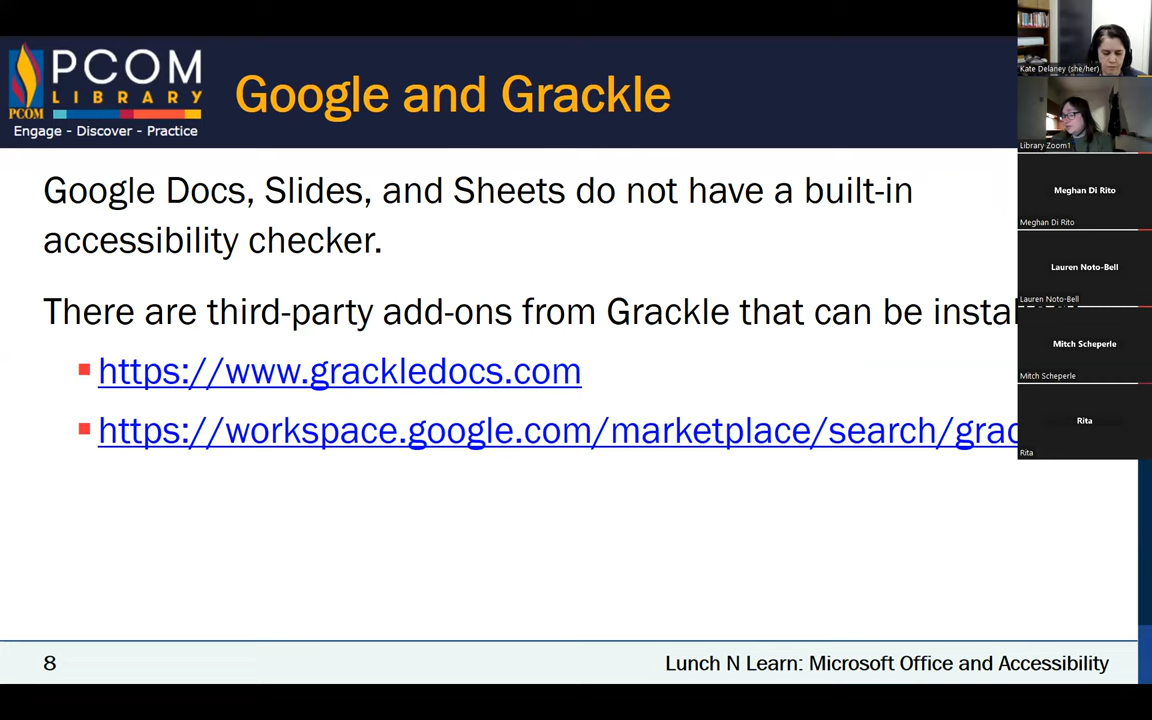 PCOM
LIBRARY
PCOM
Engage - Discover - Practice
Google and Grackle
Google Docs, Slides, and Sheets do not have a built-in
accessibility checker.
There are third-party add-ons from Grackle that can be
https://www.grackledocs.com
https://workspace.google.com/marketplace/search/grac
8
Lunch N Learn: Microsoft Office and Accessibility
Kate Delaney (she/her)
Library Zoom1
Meghan Di Rito
Meghan Di Rito
Lauren Noto-Bell
Lauren Noto-Bell
Mitch Scheperle
Mitch Scheperle
Rita
Rita